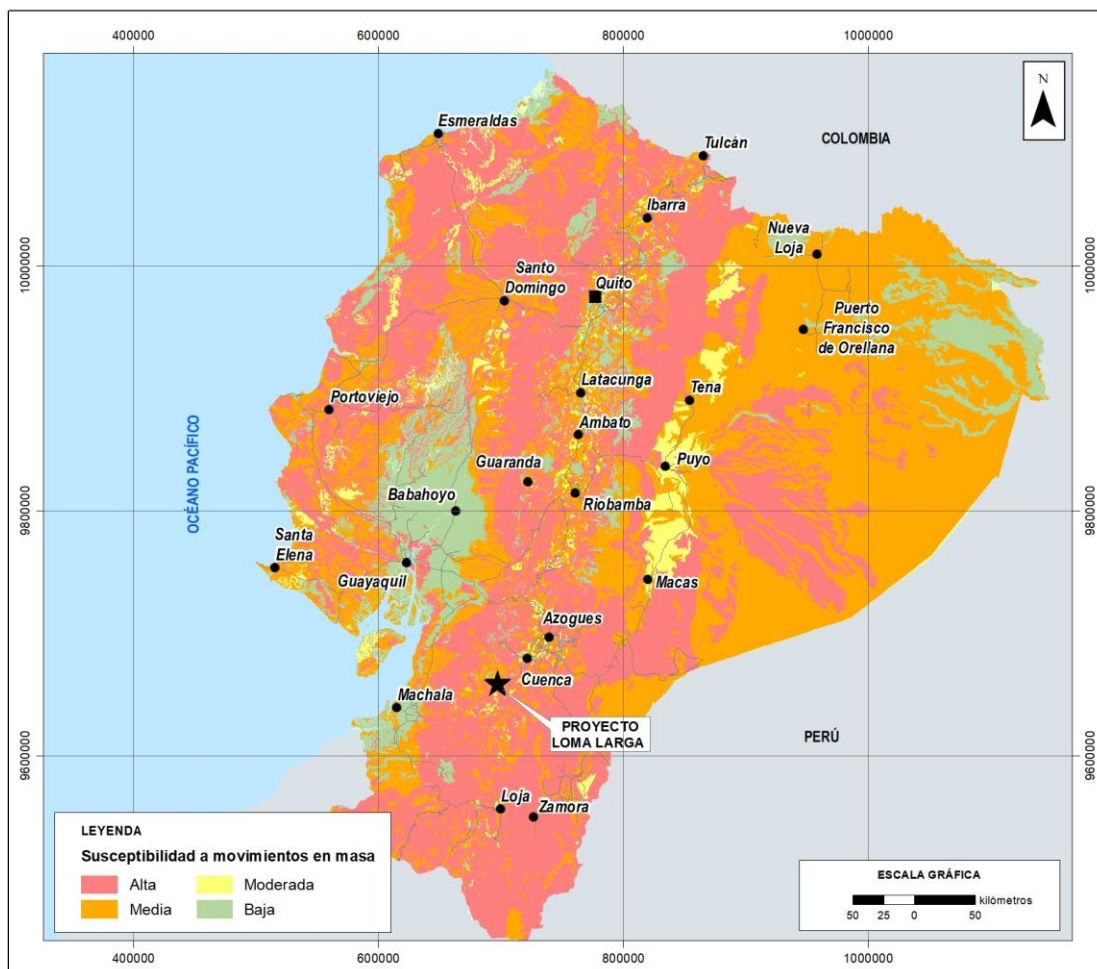 400000
600000
800000
1000000
N
Esmeraldas
Tulcán
COLOMBIA
Ibarra
Nueva
Loja
10000000
10000000
Santo
Domingo
Quito
Puerto
Francisco
de Orellana
Latacunga
Tena
Portoviejo
Ambato
OCÉANO PACÍFICO
Guaranda
Puyo
Babahoyo
Riobamba
9800000
9800000
Santa
Elena
Guayaquil
Macas
Azogues
Cuenca
Machala
PROYECTO
LOMA LARGA
PERÚ
9600000
9600000
Loja
Zamora
LEYENDA
Susceptibilidad a movimientos en masa
Alta
Moderada
Media
Baja
ESCALA GRÁFICA
kilómetros
50 25 0 50
400000
600000
800000
1000000